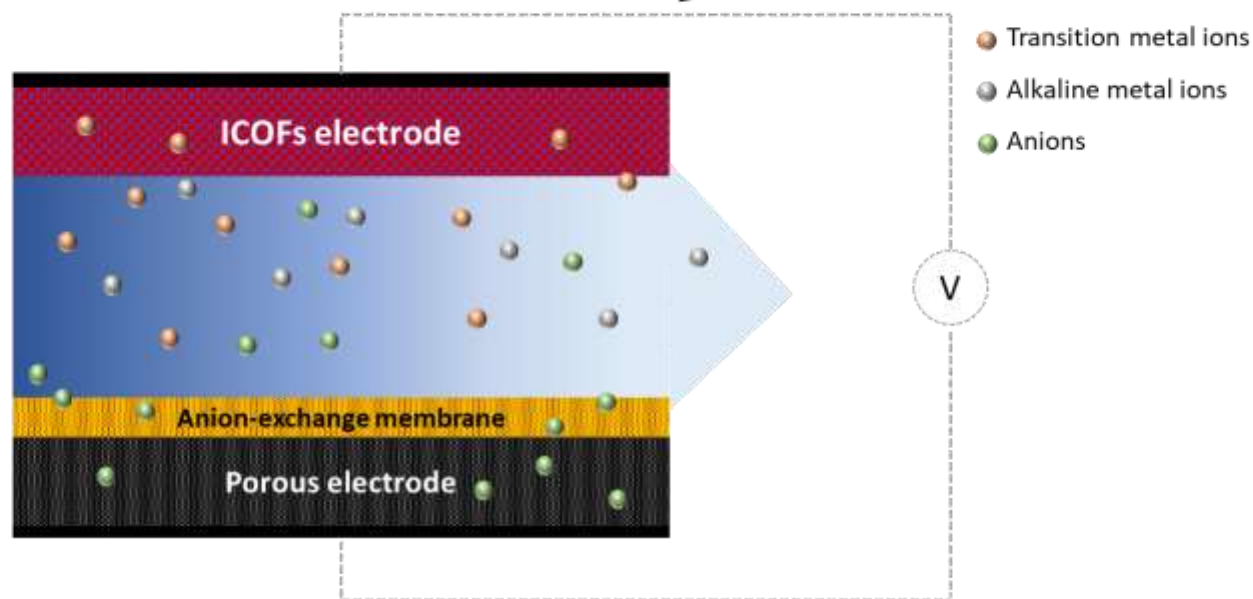 Transition metal ions
Alkaline metal ions
Anions
ICOFs electrode
V
Anion-exchange membrane
Porous electrode